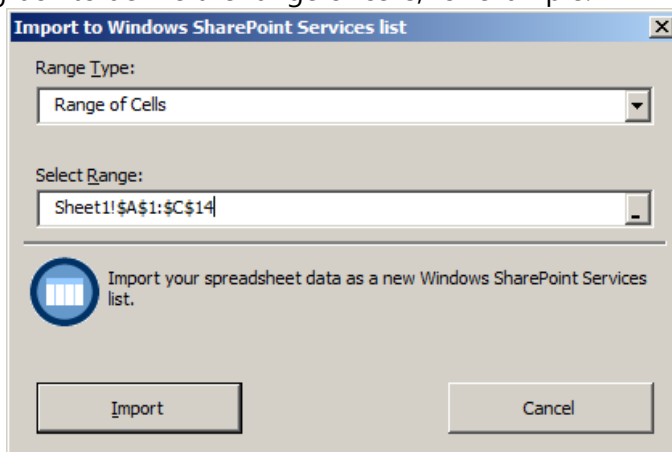 Import to Windows SharePoint Services list
Range Type:
Range of Cells
Select Range:
Sheet1!$A$1:$C$14
Import your spreadsheet data as a new Windows SharePoint Services
list.
Import
Cancel